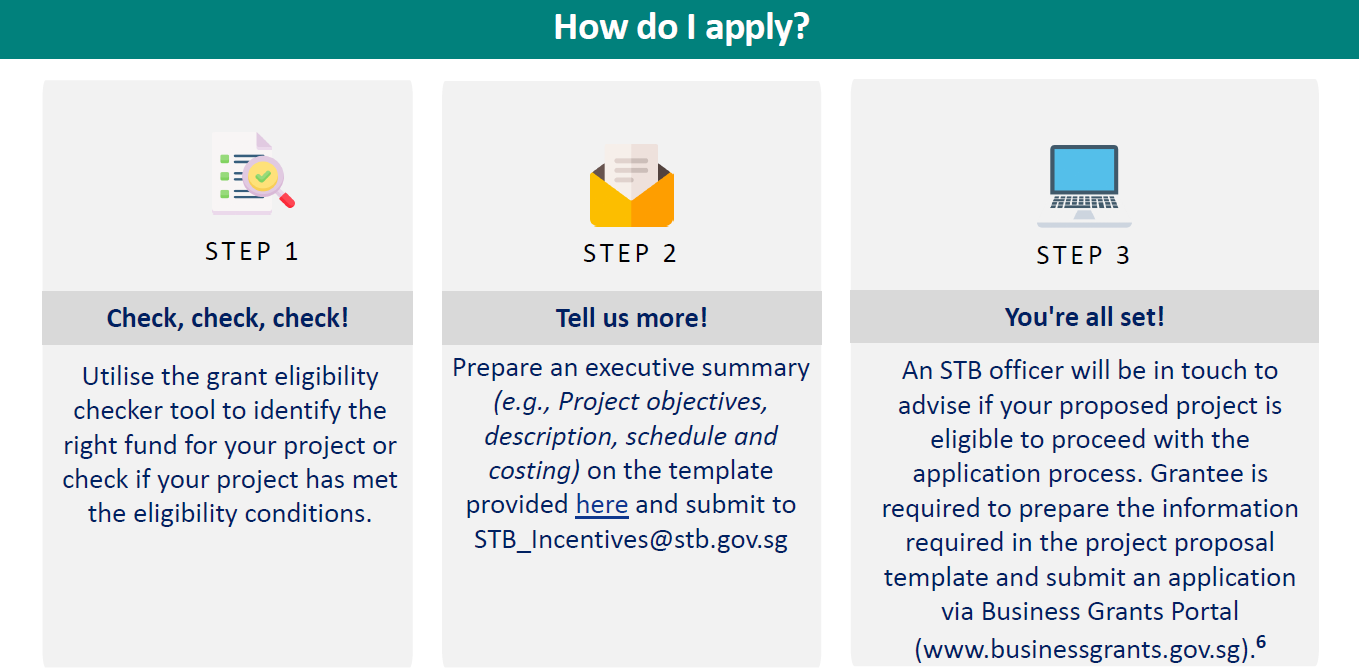 How do I apply?
STEP 1
Check, check, check!
Utilise the grant eligibility
checker tool to identify the
right fund for your project or
check if your project has met
the eligibility conditions.
STEP 2
Tell us more!
Prepare an executive summary
(e.g., Project objectives,
description, schedule and
costing) on the template
provided here and submit to
STB_Incentives@stb.gov.sg
STEP 3
You're all set!
An STB officer will be in touch to
advise if your proposed project is
eligible to proceed with the
application process. Grantee is
required to prepare the information
required in the project proposal
template and submit an application
via Business Grants Portal
(www.businessgrants.gov.sg).⁶